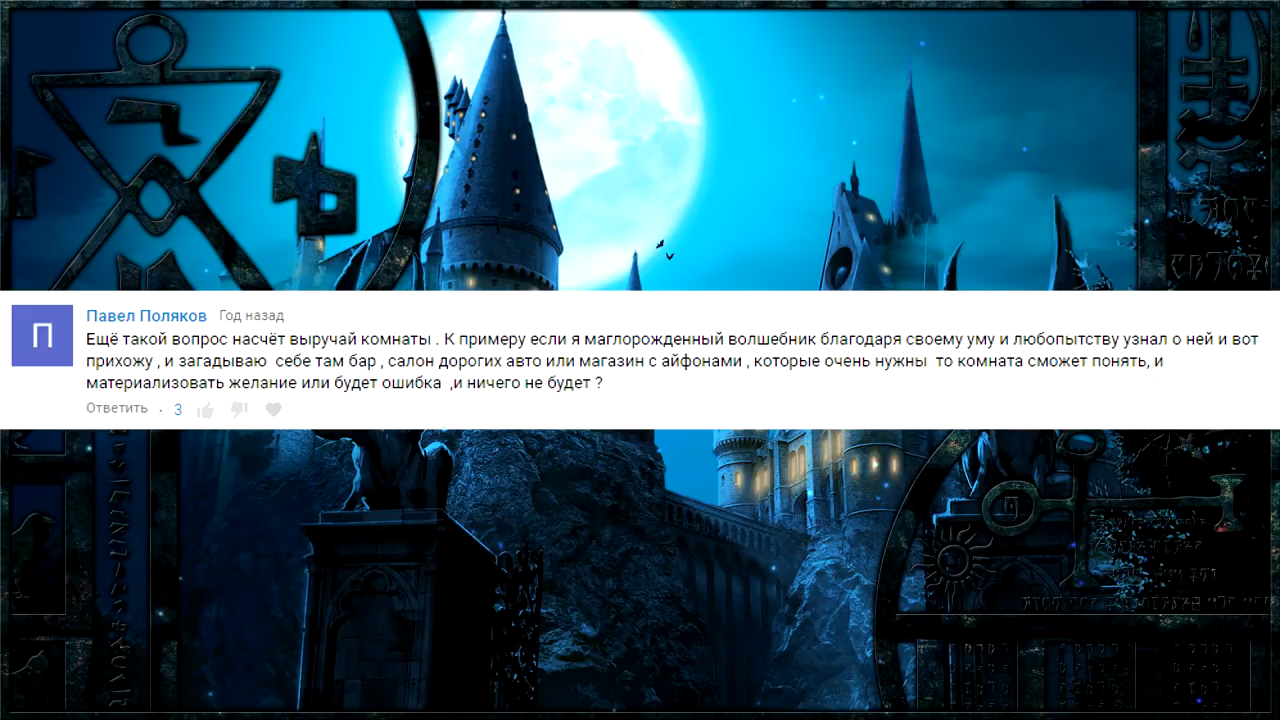 П
Павел Поляков Год назад
Ещё такой вопрос насчёт выручай комнаты . К примеру если я маглорожденный волшебник благодаря своему уму и любопытству узнал о ней и вот
прихожу , и загадываю себе там бар , салон дорогих авто или магазин с айфонами , которые очень нужны то комната сможет понять, и
материализовать желание или будет ошибка ,и ничего не будет ?
Ответить · 3